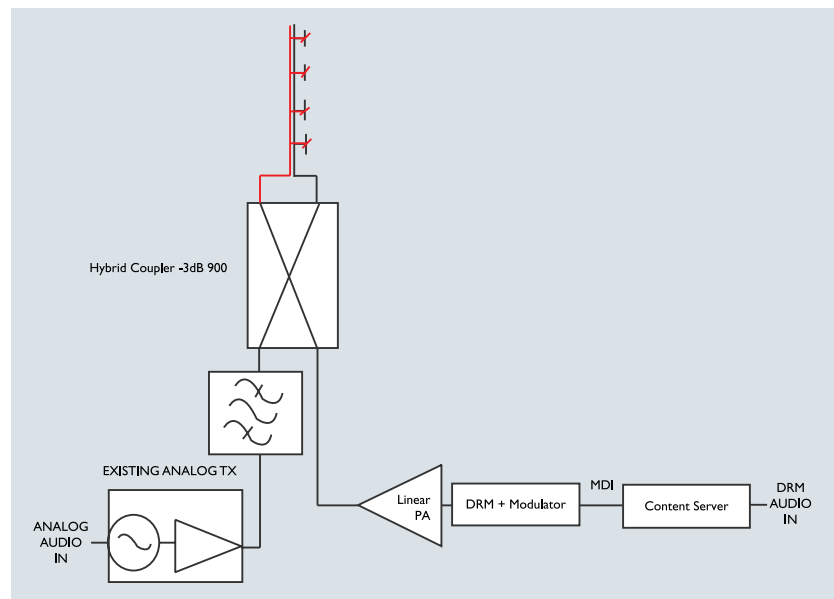 Hybrid Coupler -3dB 900
EXISTING ANALOG TX
ANALOG
AUDIO
IN
Linear
PA
DRM + Modulator
MDI
Content Server
DRM
AUDIO
IN